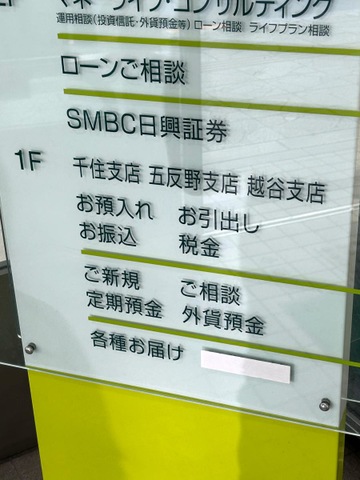 マネーライフ・コンサルティング
運用相談(投資信託・外貨預金等) ローン相談 ライフプラン相談
ローンご相談
SMBC日興証券
1F 千住支店 五反野支店 越谷支店
お預入れ お引出し
お振込 税金
ご新規 ご相談
定期預金 外貨預金
各種お届け